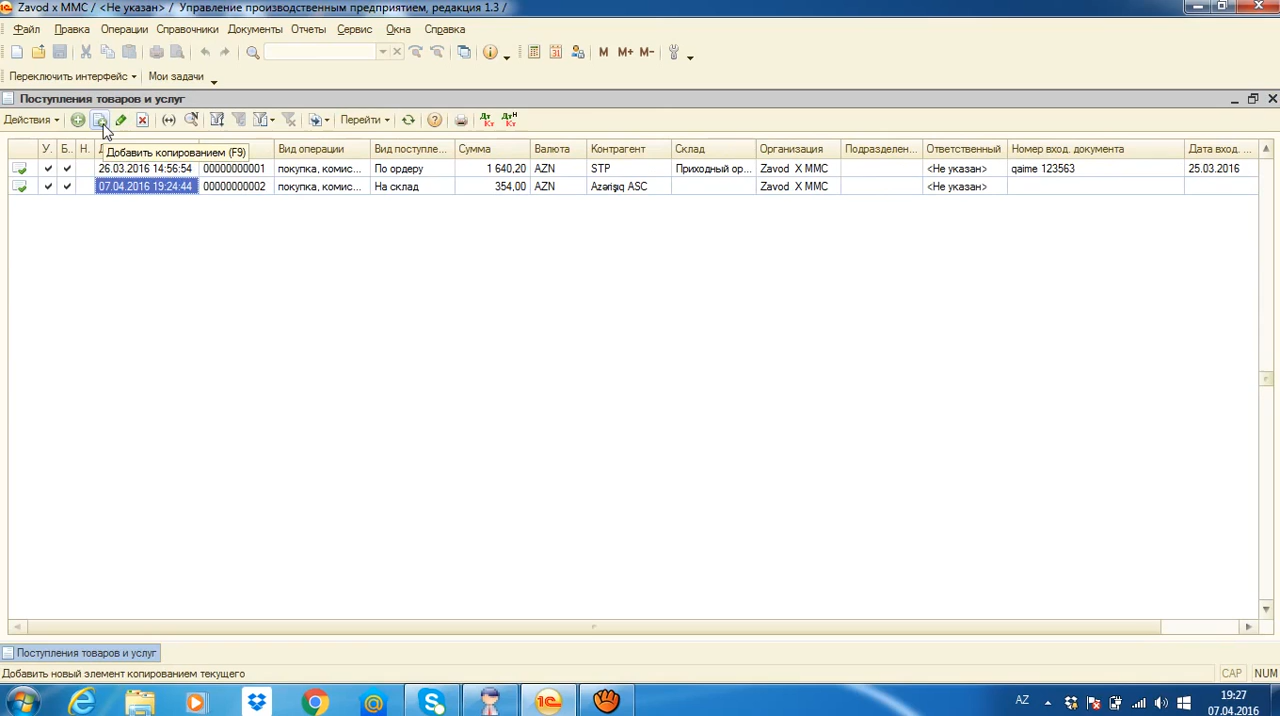 Zavod x MMC / <Не указан> / Управление производственным предприятием, редакция 1.3 /
Файл Правка Операции Справочники Документы Отчеты Сервис Окна Справка
M M+ M-
Переключить интерфейс Мои задачи
Поступления товаров и услуг
Действия Перейти Дт Кт Дт Кт Н
У. Б.. Н. Д Вид операции Вид поступле... Сумма Валюта Контрагент Склад Организация Подразделен... Ответственный Номер вход. документа Дата вход. ...
Добавить копированием (F9)
26.03.2016 14:56:54 00000000001 покупка, комис... По ордеру 1 640,20 AZN STP Приходный ор... Zavod X MMC <Не указан> qaime 123563 25.03.2016
07.04.2016 19:24:44 00000000002 покупка, комис... На склад 354,00 AZN Azərişıq ASC Zavod X MMC <Не указан>
Поступления товаров и услуг
Добавить новый элемент копированием текущего CAP NUM
AZ 19:27
07.04.2016